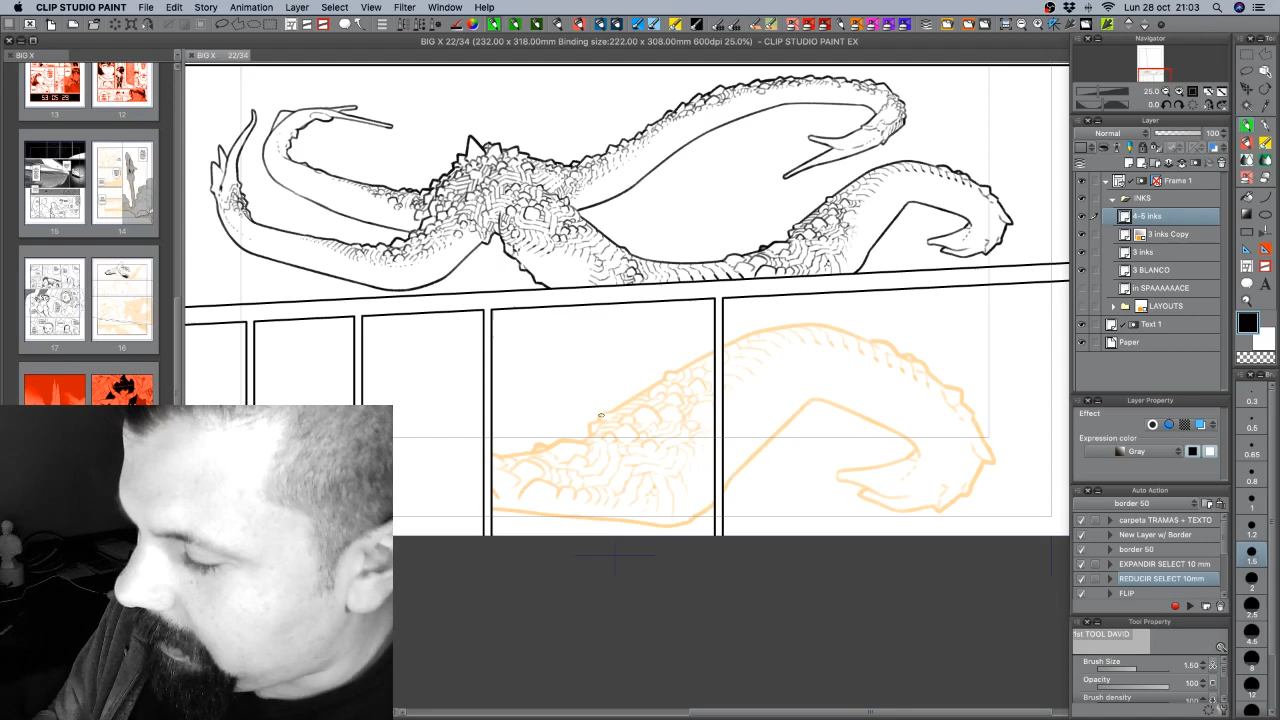 CLIP STUDIO PAINT File Edit Story Animation Layer Select View Filter Window Help
Lun 28 oct 21:03
BIG X 22/34 (232.00 x 318.00mm Binding size:222.00 x 308.00mm 600dpi 25.0%) - CLIP STUDIO PAINT EX
BIG X
BIG X 22/34
53 05 29
13 12
15 14
17 16
Navigator
25.0
0.0
Layer
Normal 100
Frame 1
INKS
4-5 inks
3 inks Copy
3 inks
3 BLANCO
in SPAAAAAACE
LAYOUTS
Text 1
Paper
Layer Property
Effect
Expression color
Gray
Auto Action
border 50
carpeta TRAMAS + TEXTO
New Layer w/ Border
border 50
EXPANDIR SELECT 10 mm
REDUCIR SELECT 10mm
FLIP
Tool Property
1st TOOL DAVID
Brush Size 1.50
Opacity 100
Brush density 100
To
Br
0.3
0.5
0.65
0.8
1
1.2
1.5
2
2.5
4.5
8
12